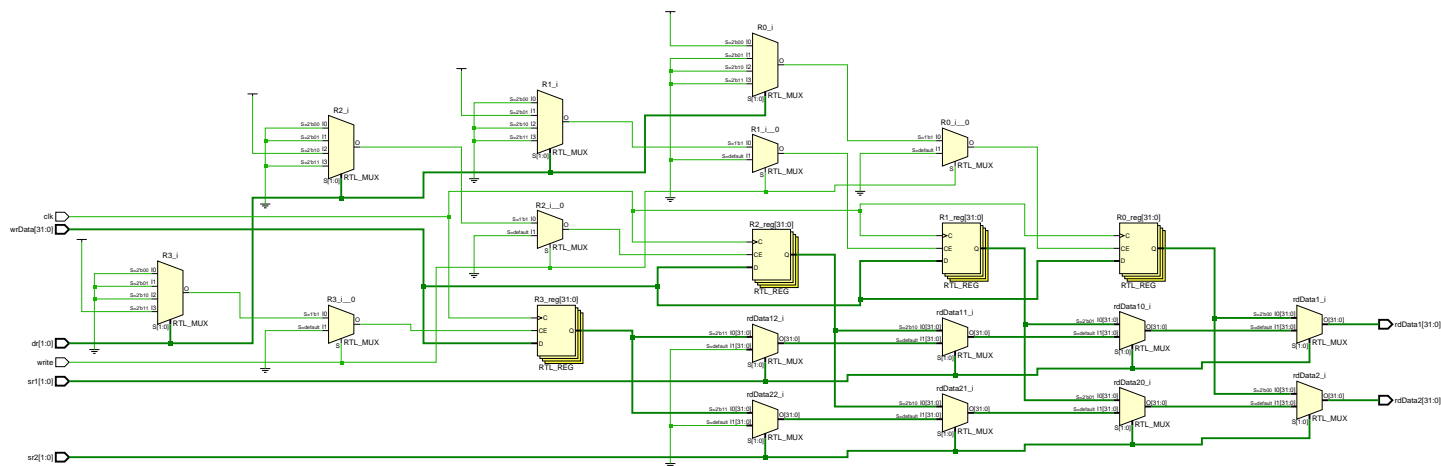 R0_i
S=2'b00 I0
S=2'b01 I1
S=2'b10 I2
S=2'b11 I3
O
S[1:0]
RTL_MUX
R1_i
S=2'b00 I0
S=2'b01 I1
S=2'b10 I2
S=2'b11 I3
O
S[1:0]
RTL_MUX
R2_i
S=2'b00 I0
S=2'b01 I1
S=2'b10 I2
S=2'b11 I3
O
S[1:0]
RTL_MUX
R1_i__0
S=1'b1 I0
S=default I1
O
S
RTL_MUX
R0_i__0
S=1'b1 I0
S=default I1
O
S
RTL_MUX
clk
wrData[31:0]
R2_i__0
S=1'b1 I0
S=default I1
O
S
RTL_MUX
R2_reg[31:0]
C
CE
D
Q
RTL_REG
R1_reg[31:0]
C
CE
D
Q
RTL_REG
R0_reg[31:0]
C
CE
D
Q
RTL_REG
R3_i
S=2'b00 I0
S=2'b01 I1
S=2'b10 I2
S=2'b11 I3
O
S[1:0]
RTL_MUX
R3_i__0
S=1'b1 I0
S=default I1
O
S
RTL_MUX
R3_reg[31:0]
C
CE
D
Q
RTL_REG
dr[1:0]
write
sr1[1:0]
rdData12_i
S=2'b11 I0[31:0]
S=default I1[31:0]
O[31:0]
S[1:0]
RTL_MUX
rdData11_i
S=2'b10 I0[31:0]
S=default I1[31:0]
O[31:0]
S[1:0]
RTL_MUX
rdData10_i
S=2'b01 I0[31:0]
S=default I1[31:0]
O[31:0]
S[1:0]
RTL_MUX
rdData1_i
S=2'b00 I0[31:0]
S=default I1[31:0]
O[31:0]
S[1:0]
RTL_MUX
rdData1[31:0]
rdData22_i
S=2'b11 I0[31:0]
S=default I1[31:0]
O[31:0]
S[1:0]
RTL_MUX
rdData21_i
S=2'b10 I0[31:0]
S=default I1[31:0]
O[31:0]
S[1:0]
RTL_MUX
rdData20_i
S=2'b01 I0[31:0]
S=default I1[31:0]
O[31:0]
S[1:0]
RTL_MUX
rdData2_i
S=2'b00 I0[31:0]
S=default I1[31:0]
O[31:0]
S[1:0]
RTL_MUX
rdData2[31:0]
sr2[1:0]